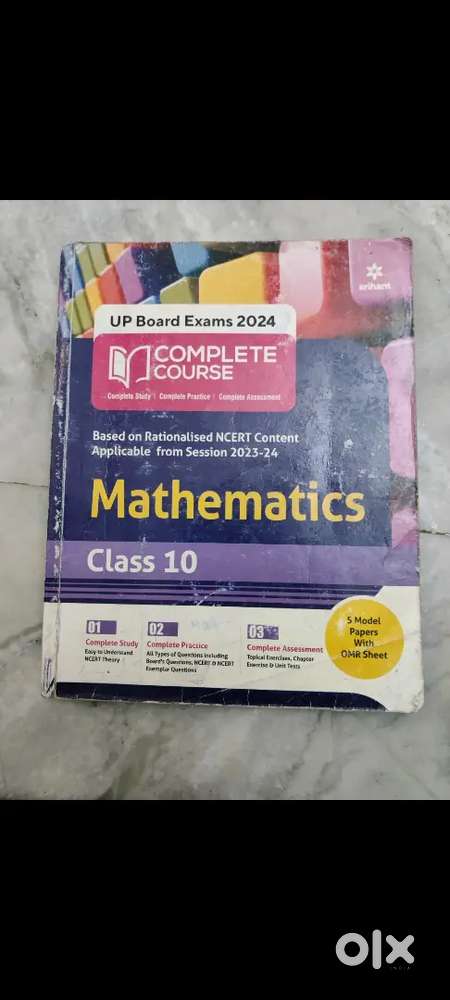 arihant
UP Board Exams 2024
COMPLETE
COURSE
Complete Study | Complete Practice | Complete Assessment
Based on Rationalised NCERT Content
Applicable from Session 2023-24
Mathematics
Class 10
01
Complete Study
Easy to Understand
NCERT Theory
02
Complete Practice
All Types of Questions Including
Board's Questions, NCERT & NCERT
Exemplar Questions
03
Complete Assessment
Topical Exercises, Chapter
Exercise & Unit Tests
5 Model
Papers
With
OMR Sheet
olx
INDIA